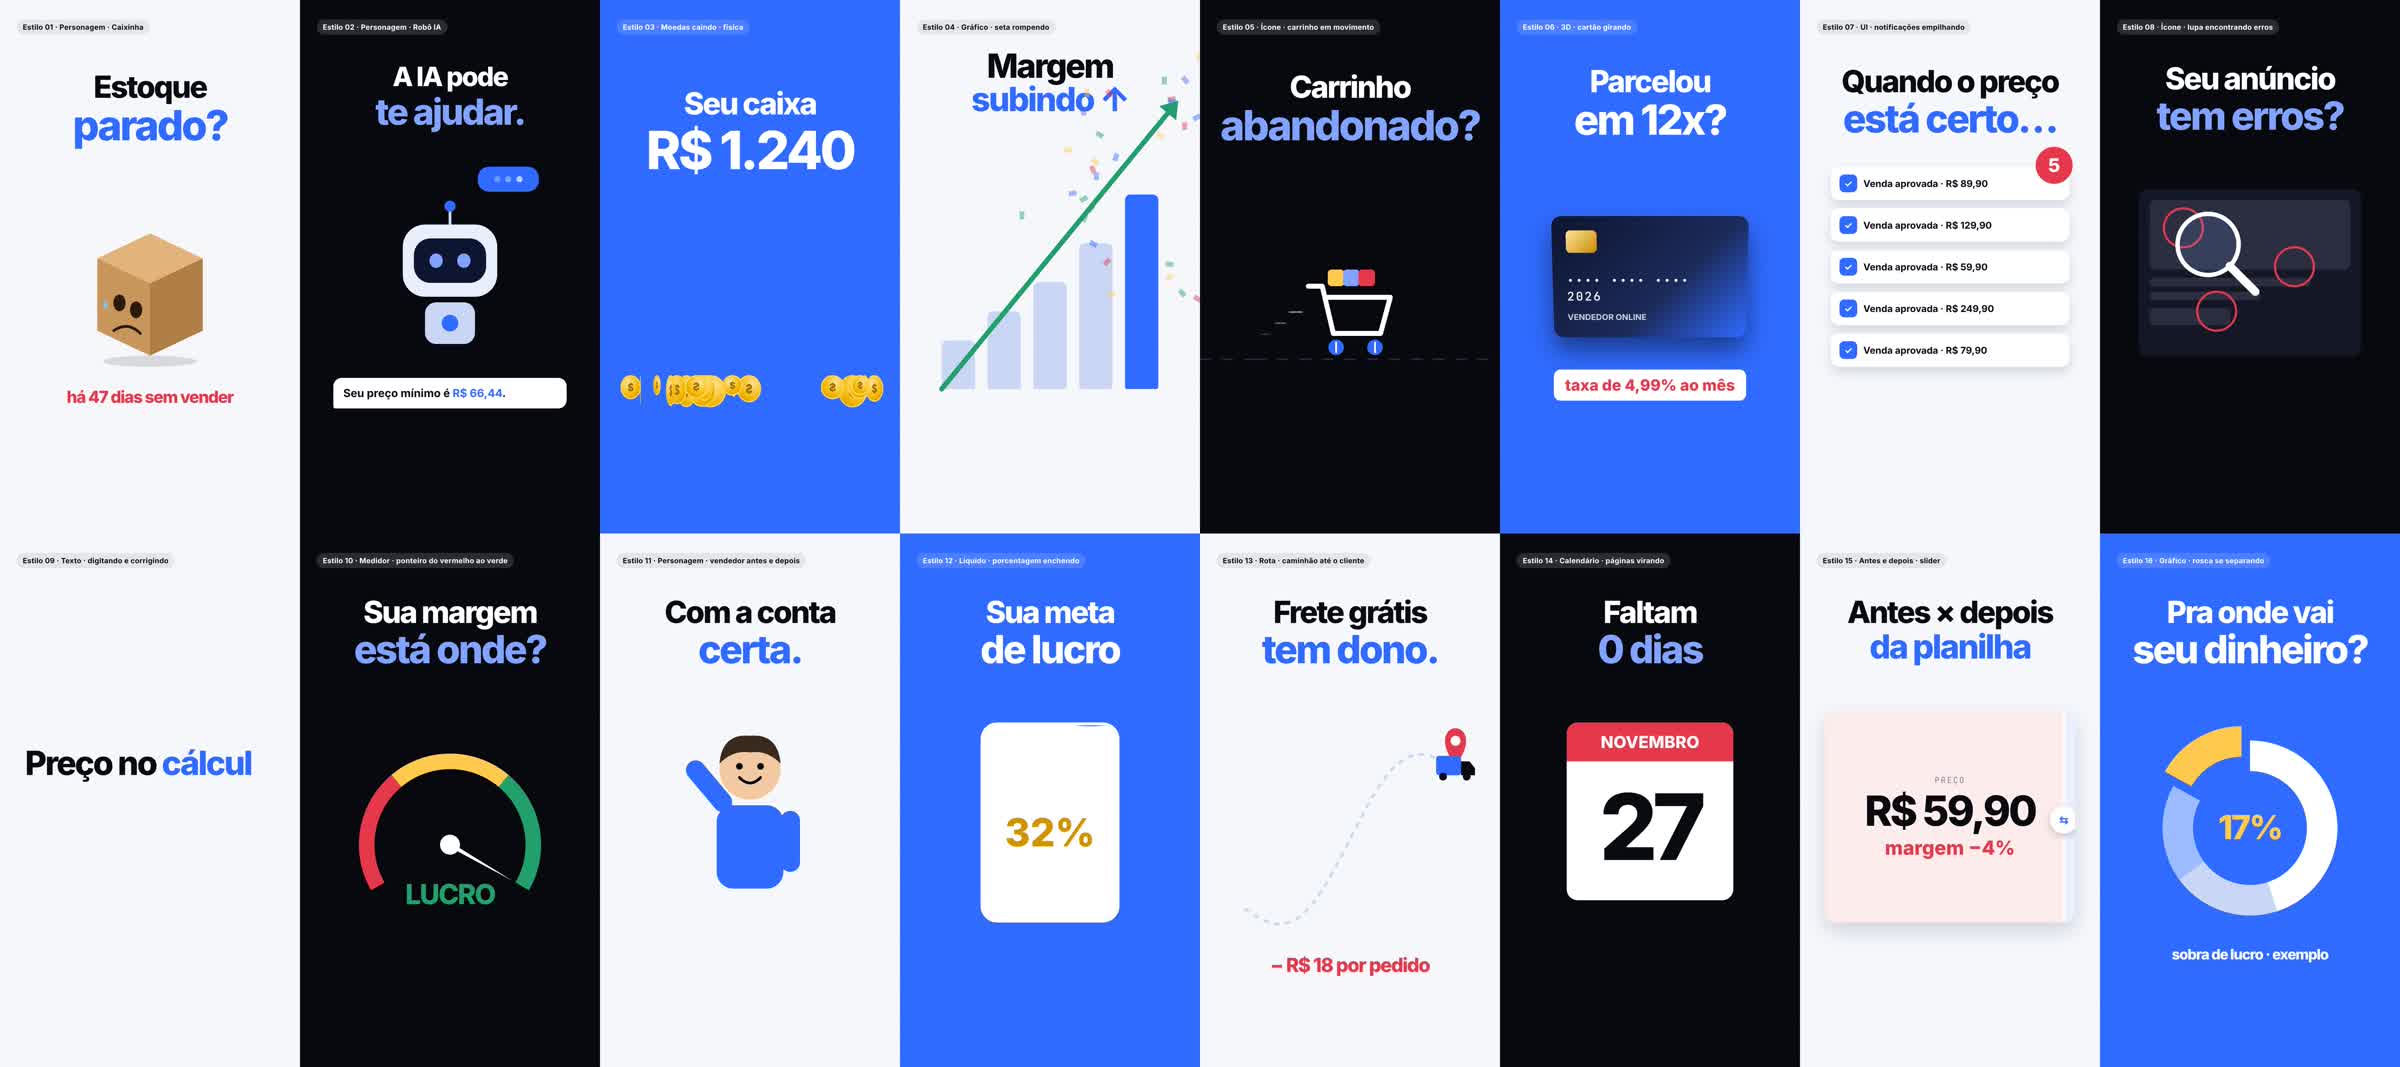 Estilo 01 · Personagem · Caixinha
Estoque
parado?
há 47 dias sem vender
Estilo 02 · Personagem · Robô IA
A IA pode
te ajudar.
Seu preço mínimo é R$ 66,44.
Estilo 03 · Moedas caindo · física
Seu caixa
R$ 1.240
Estilo 04 · Gráfico · seta rompendo
Margem
subindo ↑
Estilo 05 · Ícone · carrinho em movimento
Carrinho
abandonado?
Estilo 06 · 3D · cartão girando
Parcelou
em 12x?
•••• •••• ••••
2026
VENDEDOR ONLINE
taxa de 4,99% ao mês
Estilo 07 · UI · notificações empilhando
Quando o preço
está certo...
5
Venda aprovada · R$ 89,90
Venda aprovada · R$ 129,90
Venda aprovada · R$ 59,90
Venda aprovada · R$ 249,90
Venda aprovada · R$ 79,90
Estilo 08 · Ícone · lupa encontrando erros
Seu anúncio
tem erros?
Estilo 09 · Texto · digitando e corrigindo
Preço no cálcul
Estilo 10 · Medidor · ponteiro do vermelho ao verde
Sua margem
está onde?
LUCRO
Estilo 11 · Personagem · vendedor antes e depois
Com a conta
certa.
Estilo 12 · Líquido · porcentagem enchendo
Sua meta
de lucro
32%
Estilo 13 · Rota · caminhão até o cliente
Frete grátis
tem dono.
− R$ 18 por pedido
Estilo 14 · Calendário · páginas virando
Faltam
0 dias
NOVEMBRO
27
Estilo 15 · Antes e depois · slider
Antes × depois
da planilha
PREÇO
R$ 59,90
margem −4%
Estilo 16 · Gráfico · rosca se separando
Pra onde vai
seu dinheiro?
17%
sobra de lucro · exemplo